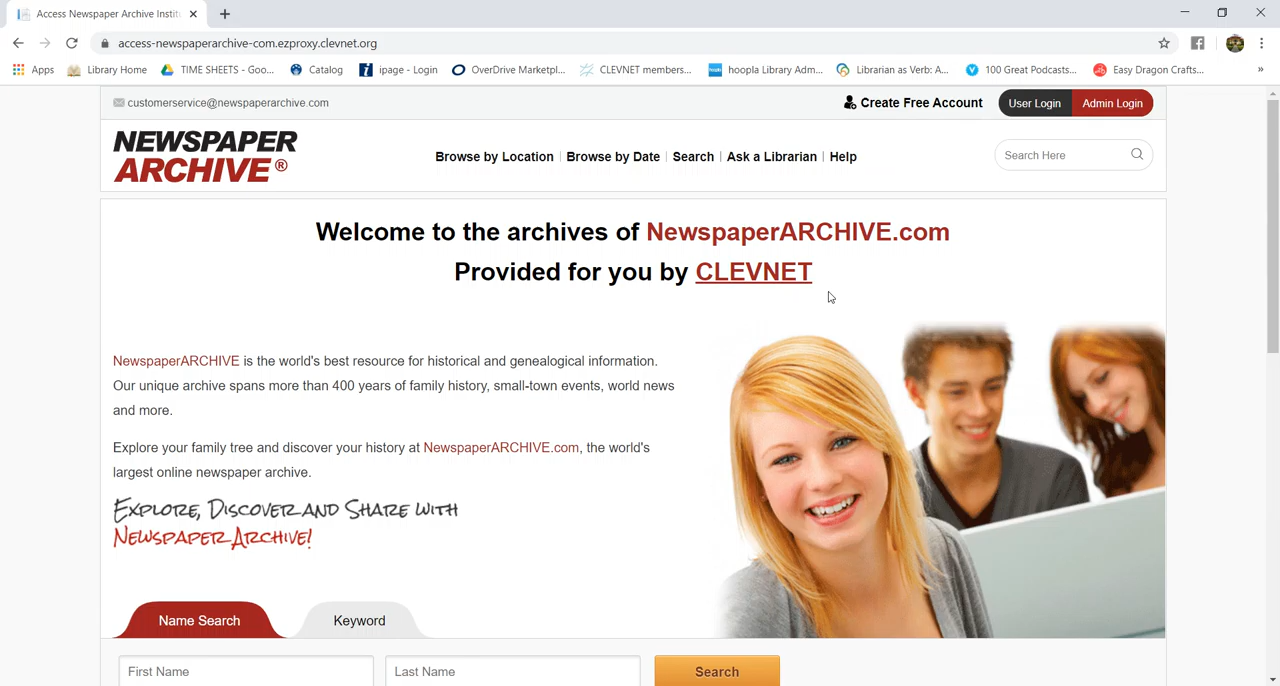 Access Newspaper Archive Instit
access-newspaperarchive-com.ezproxy.clevnet.org
Apps Library Home TIME SHEETS - Goo... Catalog ipage - Login OverDrive Marketpl... CLEVNET members... hoopla Library Adm... Librarian as Verb: A... 100 Great Podcasts... Easy Dragon Crafts... »
customerservice@newspaperarchive.com Create Free Account User Login Admin Login
NEWSPAPER
ARCHIVE®
Browse by Location | Browse by Date | Search | Ask a Librarian | Help
Search Here
Welcome to the archives of NewspaperARCHIVE.com
Provided for you by CLEVNET
NewspaperARCHIVE is the world's best resource for historical and genealogical information.
Our unique archive spans more than 400 years of family history, small-town events, world news
and more.
Explore your family tree and discover your history at NewspaperARCHIVE.com, the world's
largest online newspaper archive.
Explore, Discover and Share with
NewspaperArchive!
Name Search Keyword
First Name Last Name Search